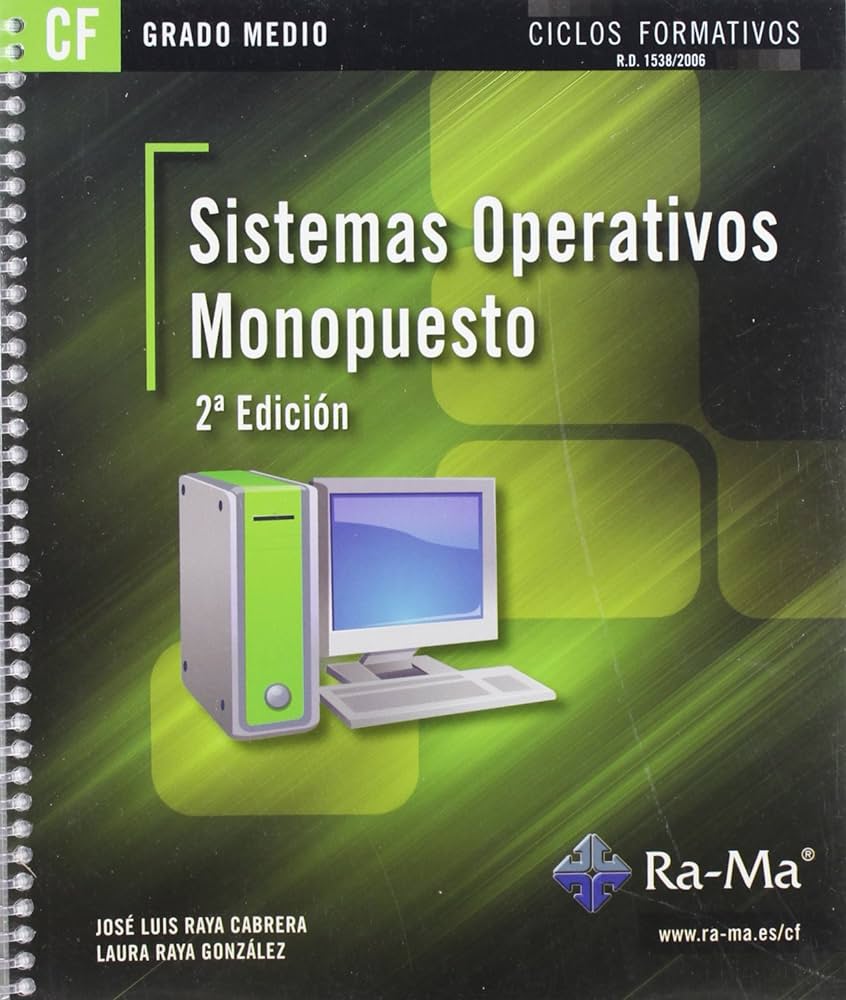 CF GRADO MEDIO
CICLOS FORMATIVOS
R.D. 1538/2006
Sistemas Operativos
Monopuesto
2ª Edición
Ra-Ma®
www.ra-ma.es/cf
JOSÉ LUIS RAYA CABRERA
LAURA RAYA GONZÁLEZ